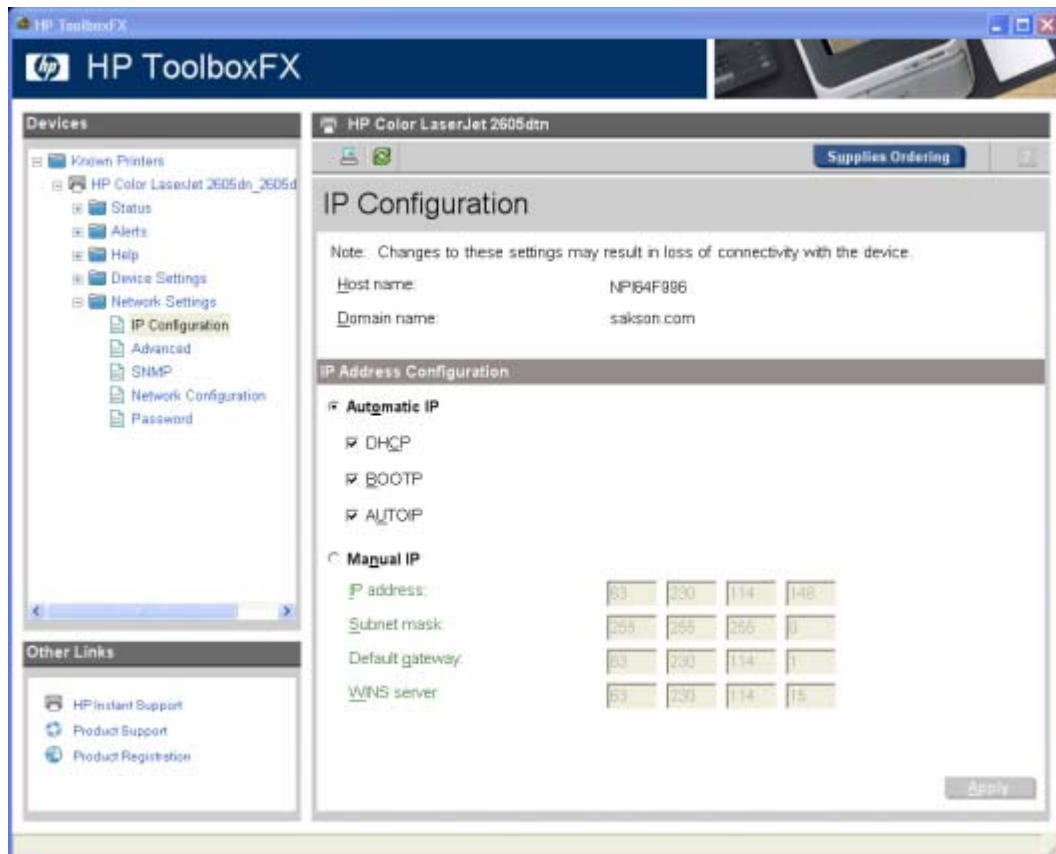 HP ToolboxFX
hp HP ToolboxFX
Devices
Known Printers
HP Color LaserJet 2605dn_2605d
Status
Alerts
Help
Device Settings
Network Settings
IP Configuration
Advanced
SNMP
Network Configuration
Password
Other Links
HP Instant Support
Product Support
Product Registration
HP Color LaserJet 2605dtn
Supplies Ordering
IP Configuration
Note: Changes to these settings may result in loss of connectivity with the device.
Host name: NPI64F996
Domain name: sakson.com
IP Address Configuration
Automatic IP
DHCP
BOOTP
AUTOIP
Manual IP
IP address: 63 230 114 148
Subnet mask: 255 255 255 0
Default gateway: 63 230 114 1
WINS server 63 230 114 15
Apply